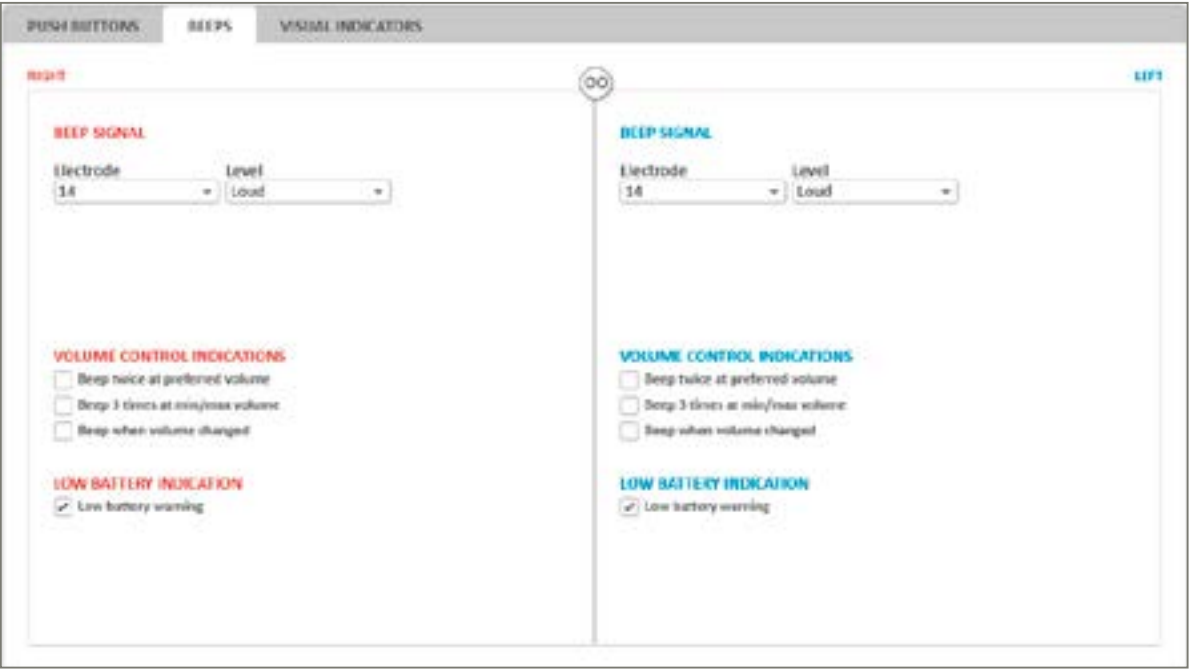 PUSH BUTTONS BEEPS VISUAL INDICATORS
RIGHT LEFT
BEEP SIGNAL
Electrode Level
14 Loud
VOLUME CONTROL INDICATIONS
Beep twice at preferred volume
Beep 3 times at min/max volume
Beep when volume changed
LOW BATTERY INDICATION
Low battery warning
BEEP SIGNAL
Electrode Level
14 Loud
VOLUME CONTROL INDICATIONS
Beep twice at preferred volume
Beep 3 times at min/max volume
Beep when volume changed
LOW BATTERY INDICATION
Low battery warning